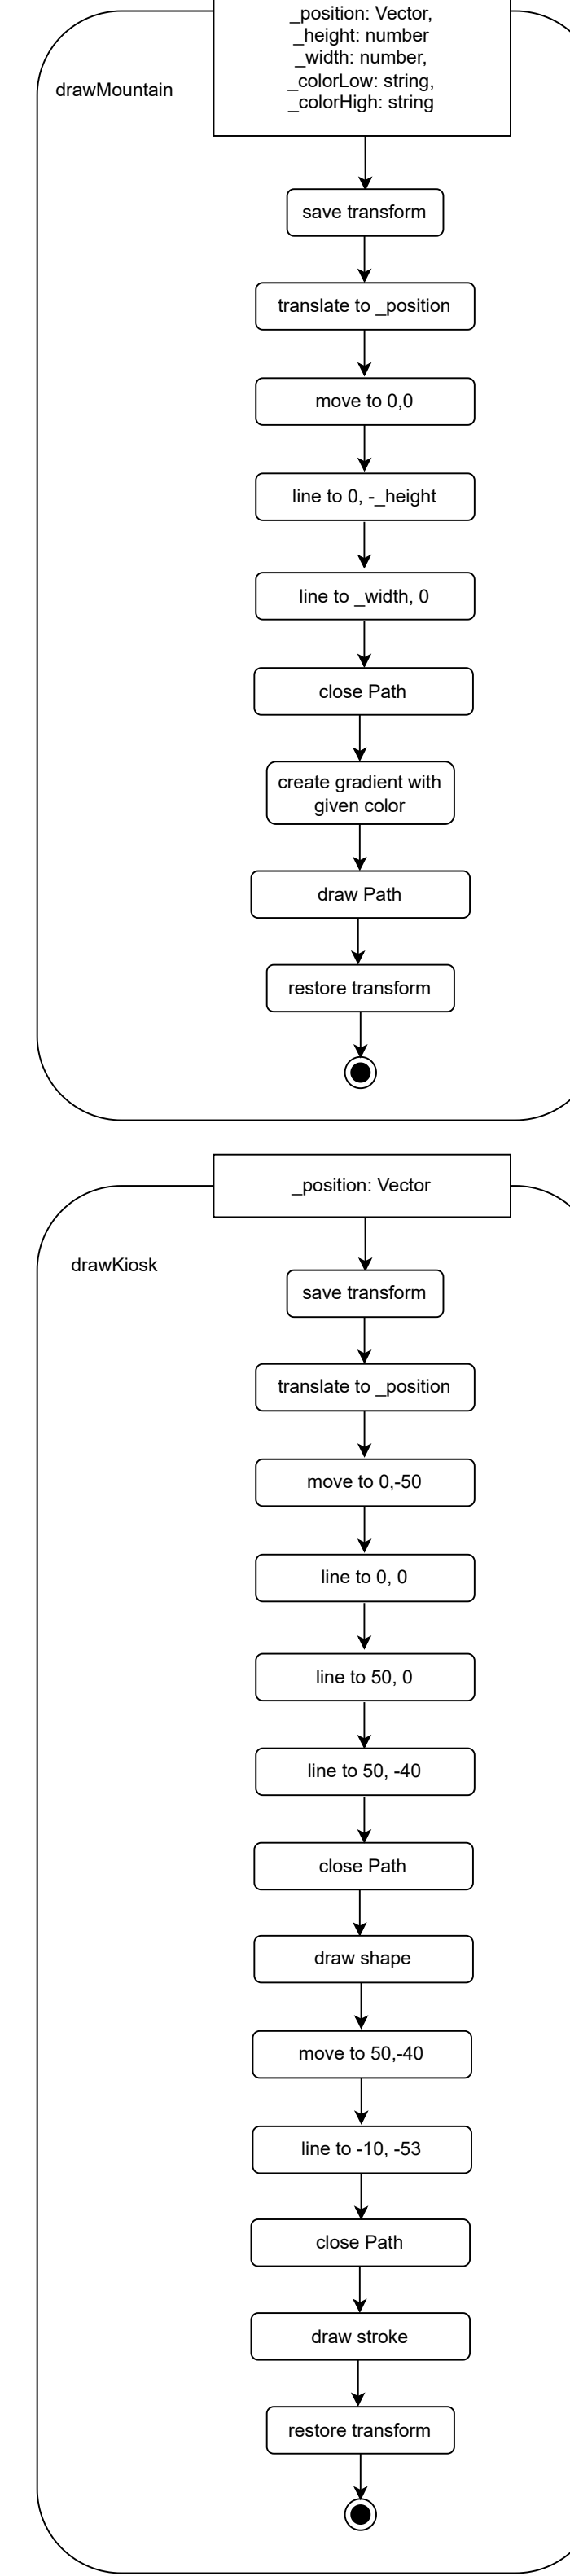 _position: Vector,
_height: number
_width: number,
_colorLow: string,
_colorHigh: string
drawMountain
save transform
translate to _position
move to 0,0
line to 0, -_height
line to _width, 0
close Path
create gradient with
given color
draw Path
restore transform
_position: Vector
drawKiosk
save transform
translate to _position
move to 0,-50
line to 0, 0
line to 50, 0
line to 50, -40
close Path
draw shape
move to 50,-40
line to -10, -53
close Path
draw stroke
restore transform